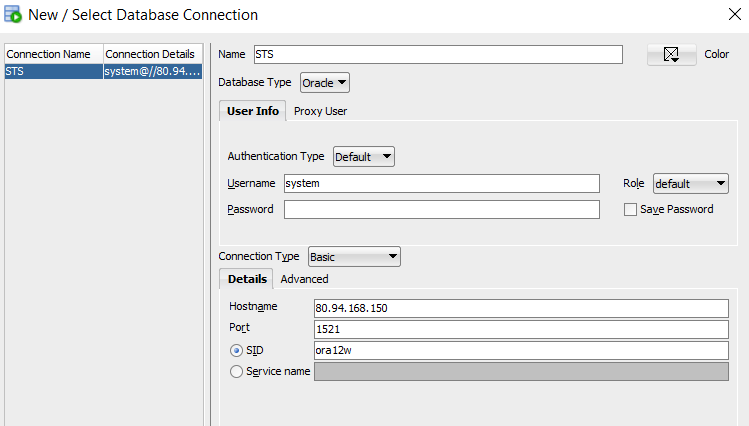 New / Select Database Connection
Connection Name Connection Details
STS system@//80.94....
Name STS Color
Database Type Oracle
User Info Proxy User
Authentication Type Default
Username system Role default
Password Save Password
Connection Type Basic
Details Advanced
Hostname 80.94.168.150
Port 1521
SID ora12w
Service name